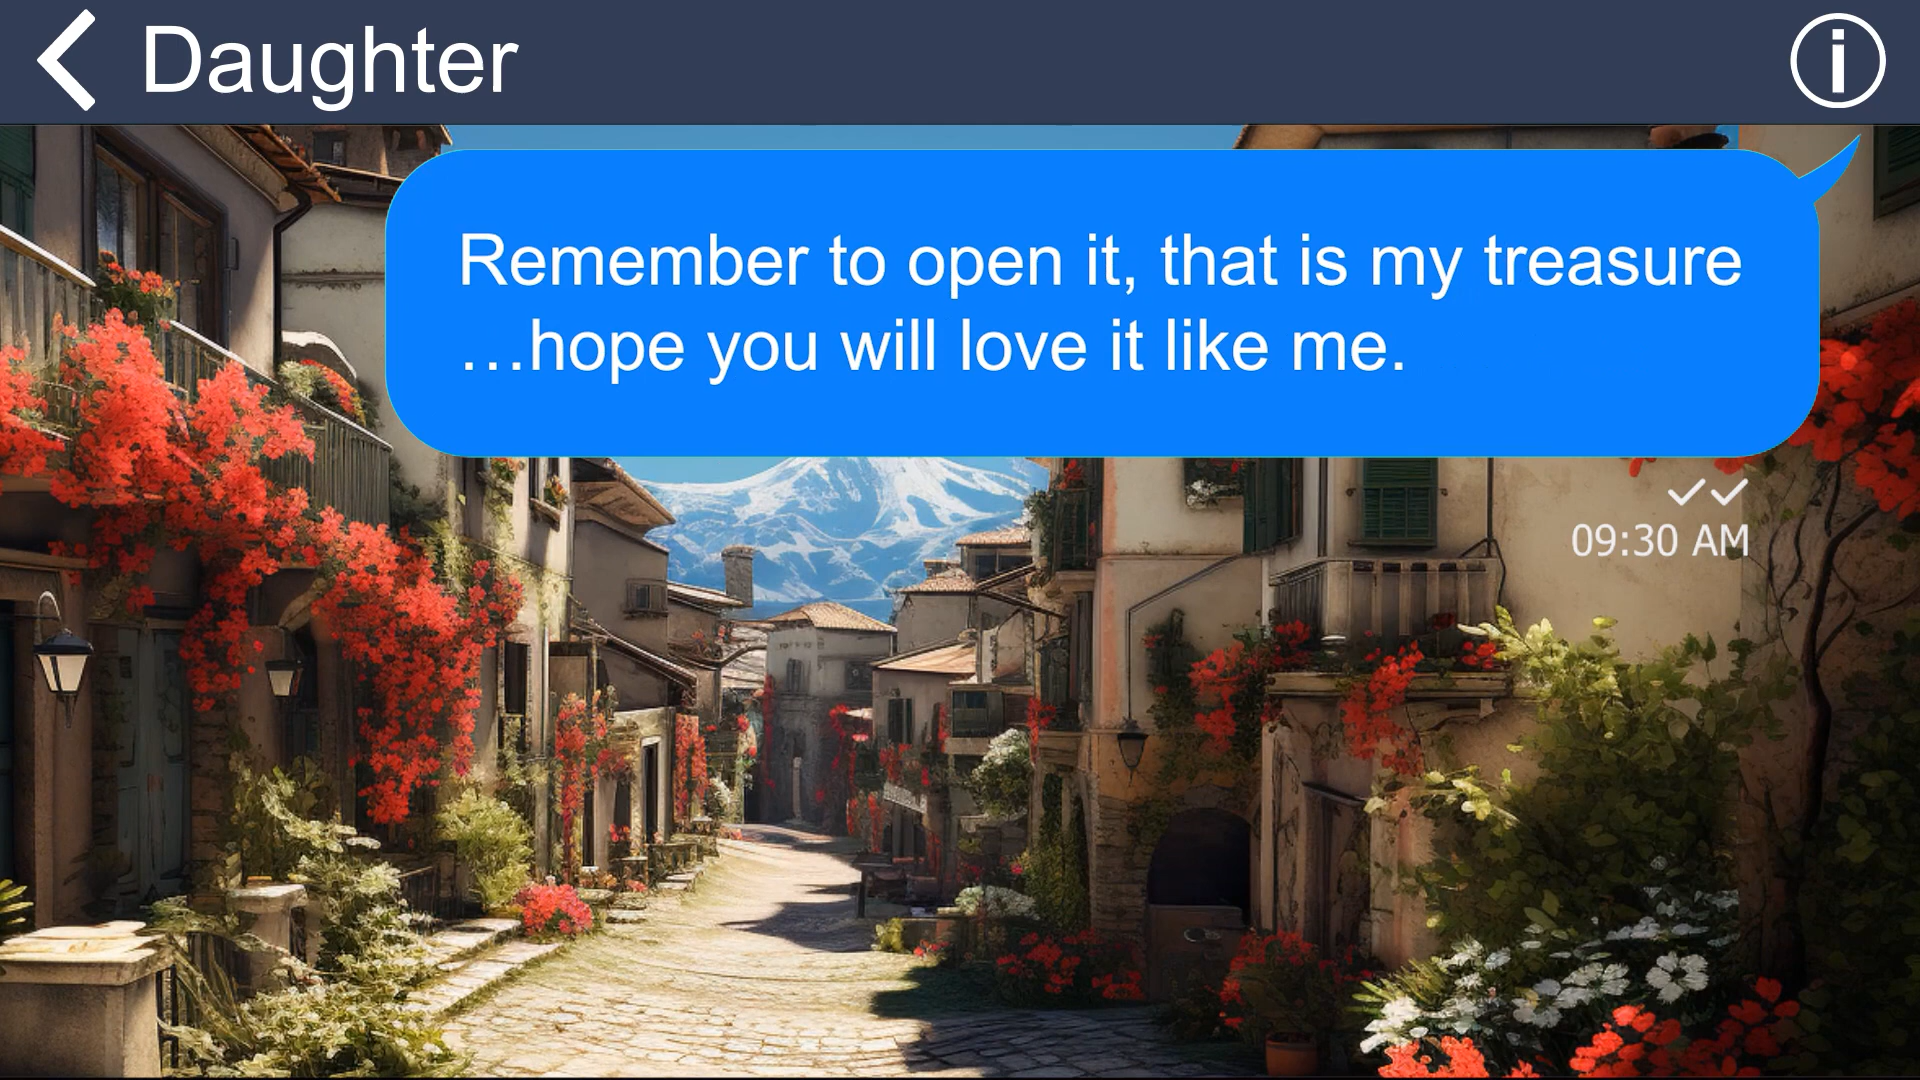 Daughter
Remember to open it, that is my treasure
…hope you will love it like me.
09:30 AM